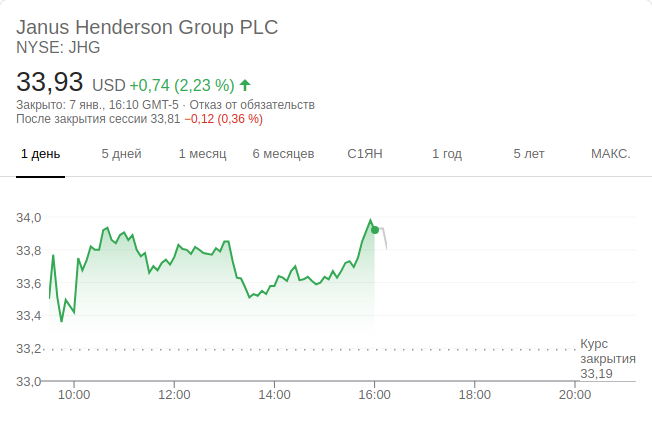 Janus Henderson Group PLC
NYSE: JHG
33,93 USD +0,74 (2,23 %)
Закрыто: 7 янв., 16:10 GMT-5 · Отказ от обязательств
После закрытия сессии 33,81 −0,12 (0,36 %)
1 день 5 дней 1 месяц 6 месяцев С1ЯН 1 год 5 лет МАКС.
34,0
33,8
33,6
33,4
33,2
Курс
закрытия
33,19
33,0
10:00 12:00 14:00 16:00 18:00 20:00